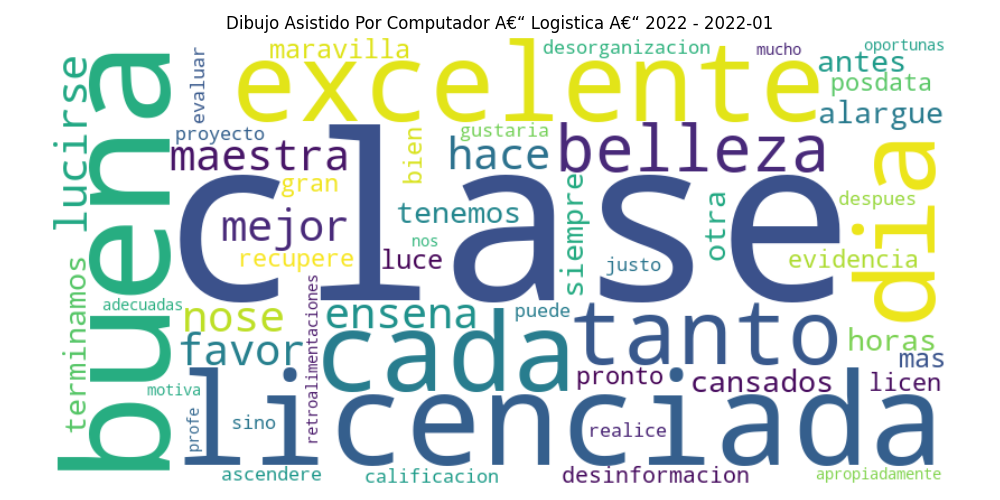 Dibujo Asistido Por Computador A€“ Logistica A€“ 2022 - 2022-01
maravilla
desorganizacion
mucho
oportunas
evaluar
excelente
antes
posdata
alargue
lucirse
buena
proyecto
maestra
gran
bien
gustaria
hace
belleza
clase
dia
mejor
tenemos
siempre
otra
despues
recupere
luce
nos
justo
evidencia
terminamos
adecuadas
nose
retroalimentaciones
ensena
puede
tanto
horas
favor
cada
mas
motiva
pronto
cansados
licen
licenciada
profe
sino
realice
ascendere
calificacion
desinformacion
apropiadamente